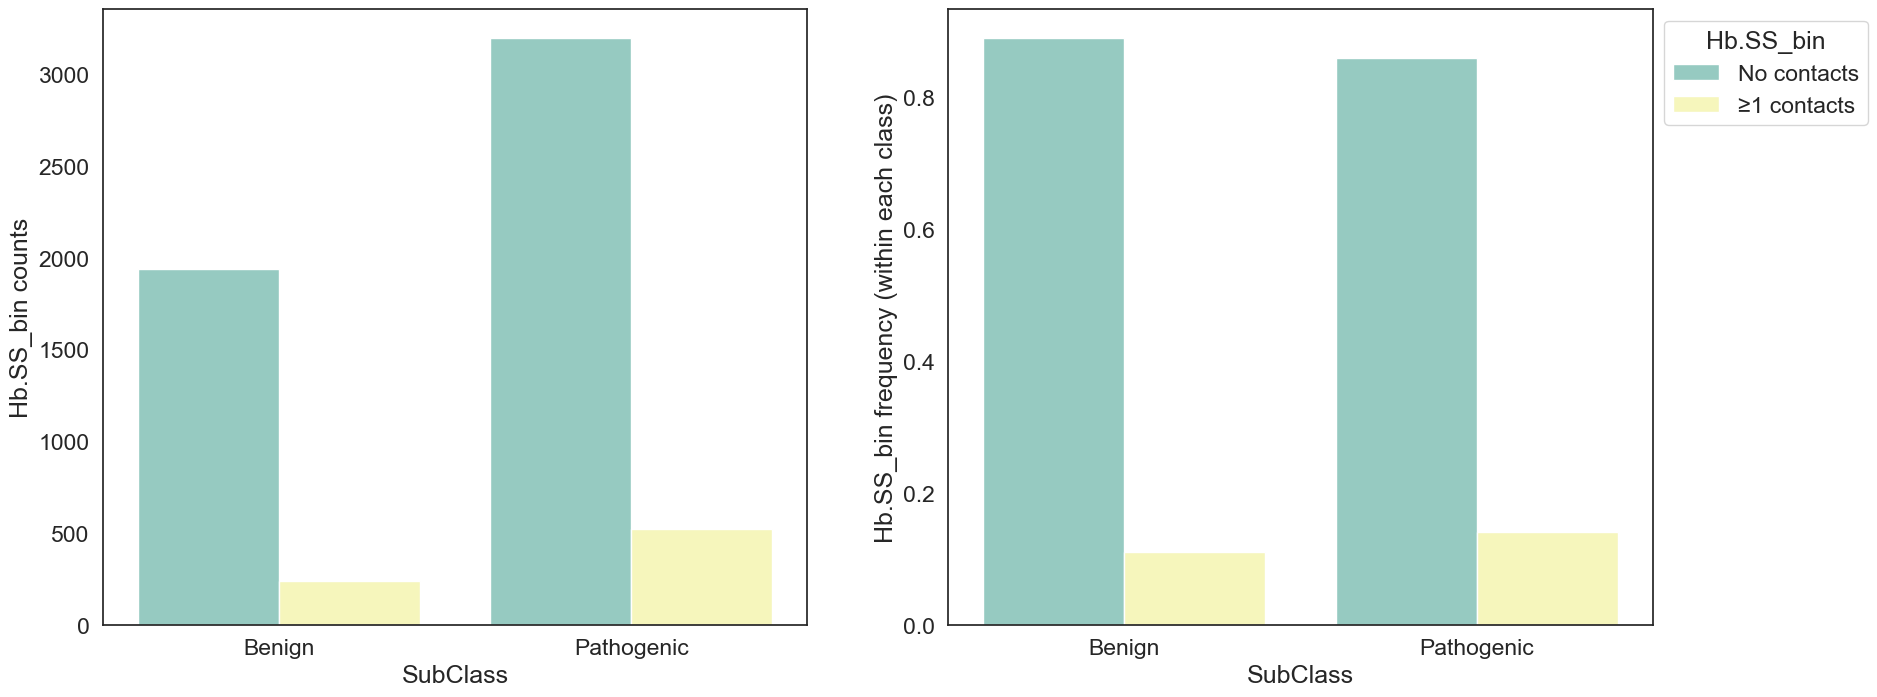 Hb.SS_bin counts
3000
2500
2000
1500
1000
500
0
Benign
Pathogenic
SubClass
Hb.SS_bin frequency (within each class)
0.8
0.6
0.4
0.2
0.0
Benign
Pathogenic
SubClass
Hb.SS_bin
No contacts
≥1 contacts